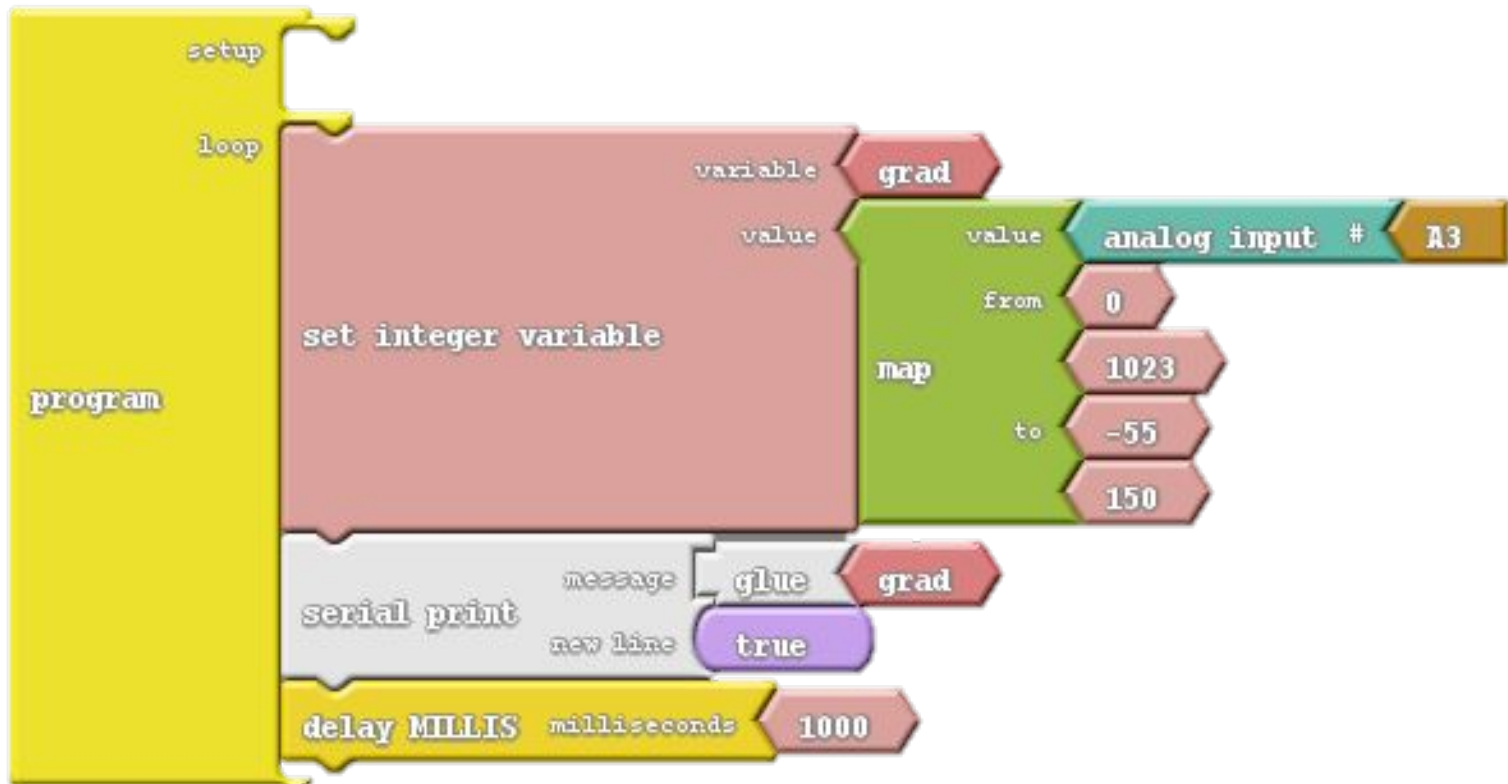 setup
loop
variable grad
value value analog input # A3
from 0
set integer variable map 1023
program
to -55
150
message glue grad
serial print
new line true
delay MILLIS milliseconds 1000